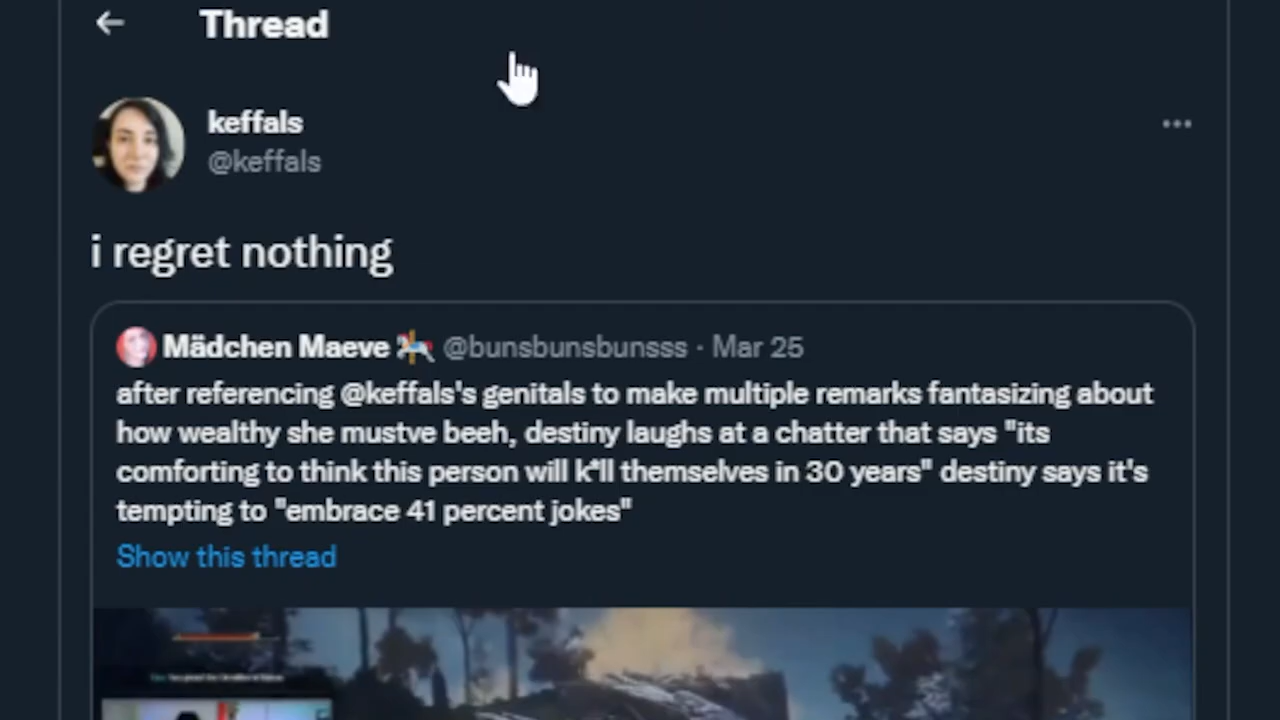 Thread
keffals
@keffals
i regret nothing
Mädchen Maeve 🎠 @bunsbunsbunsss · Mar 25
after referencing @keffals's genitals to make multiple remarks fantasizing about
how wealthy she mustve beeh, destiny laughs at a chatter that says "its
comforting to think this person will k*ll themselves in 30 years" destiny says it's
tempting to "embrace 41 percent jokes"
Show this thread